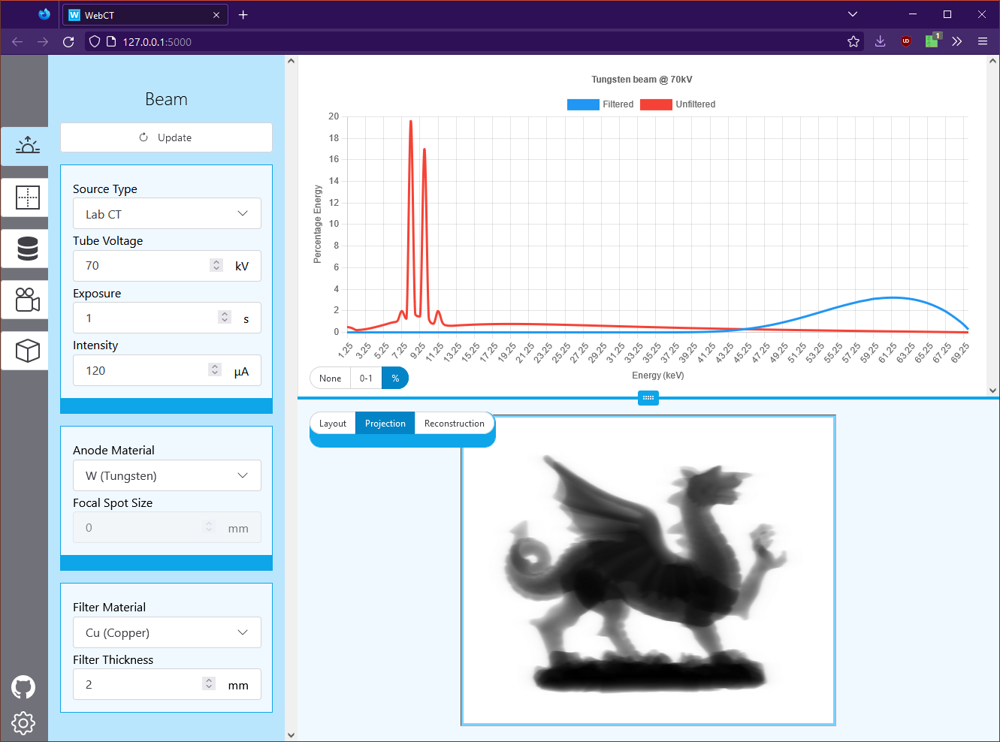 W WebCT
127.0.0.1:5000
UD
1
Beam
Update
Source Type
Lab CT
Tube Voltage
70 kV
Exposure
1 s
Intensity
120 µA
Anode Material
W (Tungsten)
Focal Spot Size
0 mm
Filter Material
Cu (Copper)
Filter Thickness
2 mm
Tungsten beam @ 70kV
Filtered Unfiltered
Percentage Energy
20
18
16
14
12
10
8
6
4
2
0
1.25 3.25 5.25 7.25 9.25 11.25 13.25 15.25 17.25 19.25 21.25 23.25 25.25 27.25 29.25 31.25 33.25 35.25 37.25 39.25 41.25 43.25 45.25 47.25 49.25 51.25 53.25 55.25 57.25 59.25 61.25 63.25 65.25 67.25 69.25
Energy (keV)
None 0-1 %
Layout Projection Reconstruction